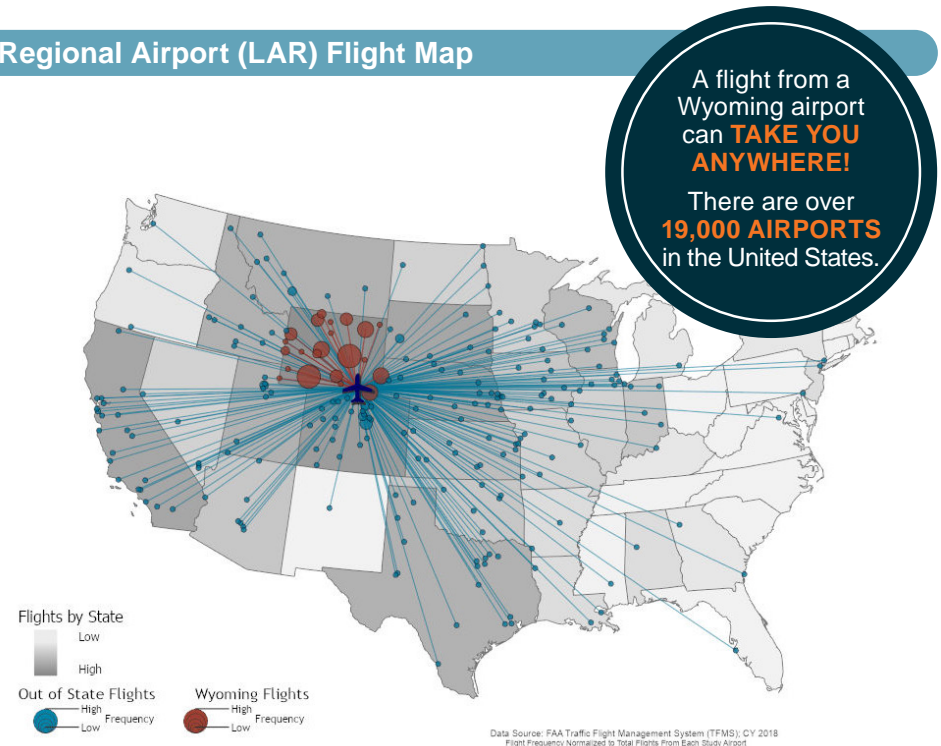 Regional Airport (LAR) Flight Map
A flight from a
Wyoming airport
can TAKE YOU
ANYWHERE!
There are over
19,000 AIRPORTS
in the United States.
Flights by State
Low
High
Out of State Flights
High
Frequency
Low
Wyoming Flights
High
Frequency
Low
Data Source: FAA Traffic Flight Management System (TFMS); CY 2018
Flight Frequency Normalized to Total Flights From Each Study Airport